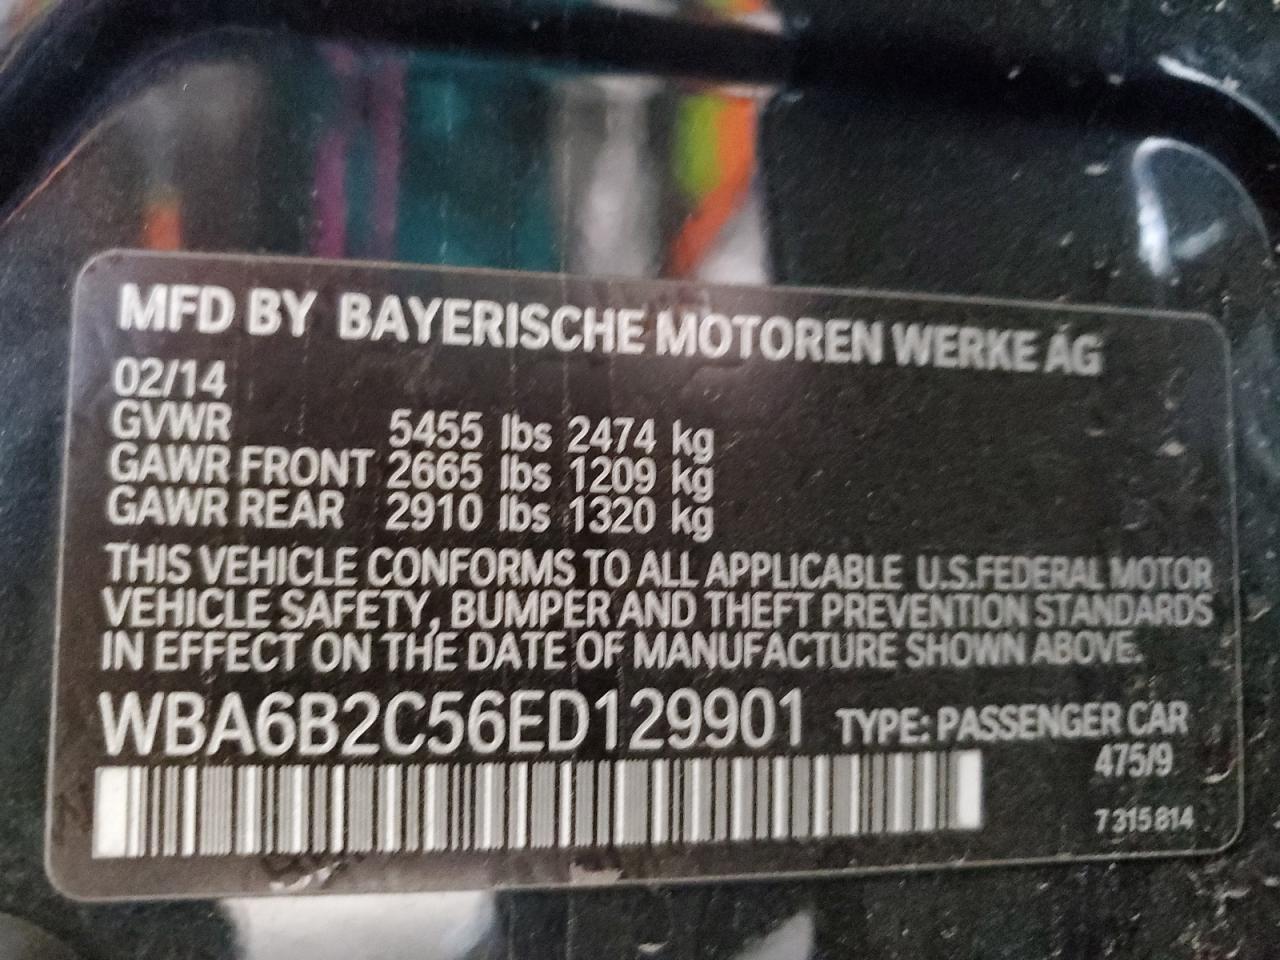 MFD BY BAYERISCHE MOTOREN WERKE AG
02/14
GVWR 5455 lbs 2474 kg
GAWR FRONT 2665 lbs 1209 kg
GAWR REAR 2910 lbs 1320 kg
THIS VEHICLE CONFORMS TO ALL APPLICABLE U.S.FEDERAL MOTOR
VEHICLE SAFETY, BUMPER AND THEFT PREVENTION STANDARDS
IN EFFECT ON THE DATE OF MANUFACTURE SHOWN ABOVE.
WBA6B2C56ED129901 TYPE: PASSENGER CAR
475/9
7 315 814